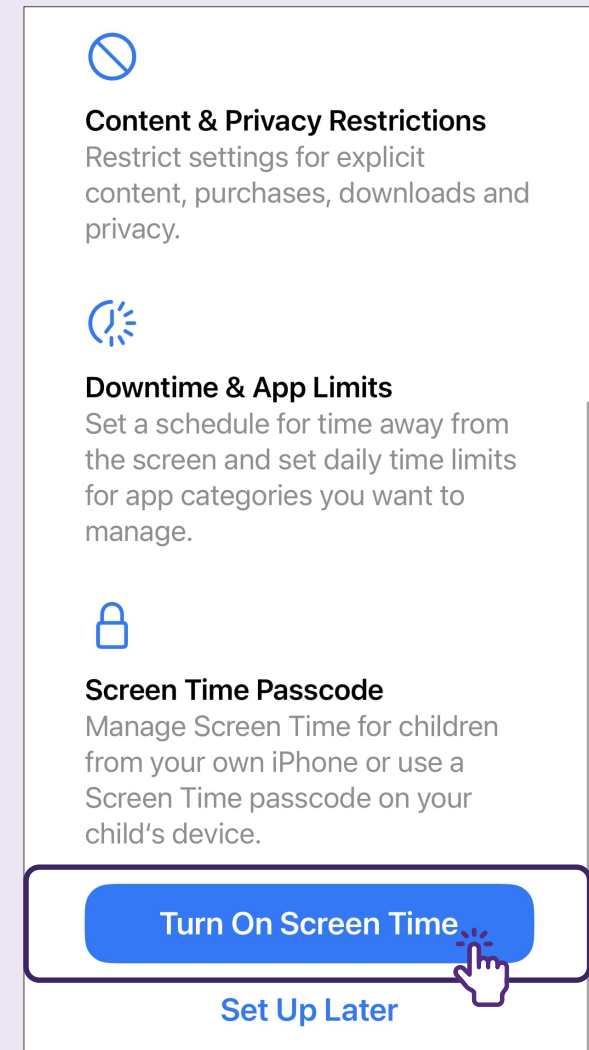 Content & Privacy Restrictions
Restrict settings for explicit
content, purchases, downloads and
privacy.
Downtime & App Limits
Set a schedule for time away from
the screen and set daily time limits
for app categories you want to
manage.
Screen Time Passcode
Manage Screen Time for children
from your own iPhone or use a
Screen Time passcode on your
child‘s device.
Turn On Screen Time
Set Up Later